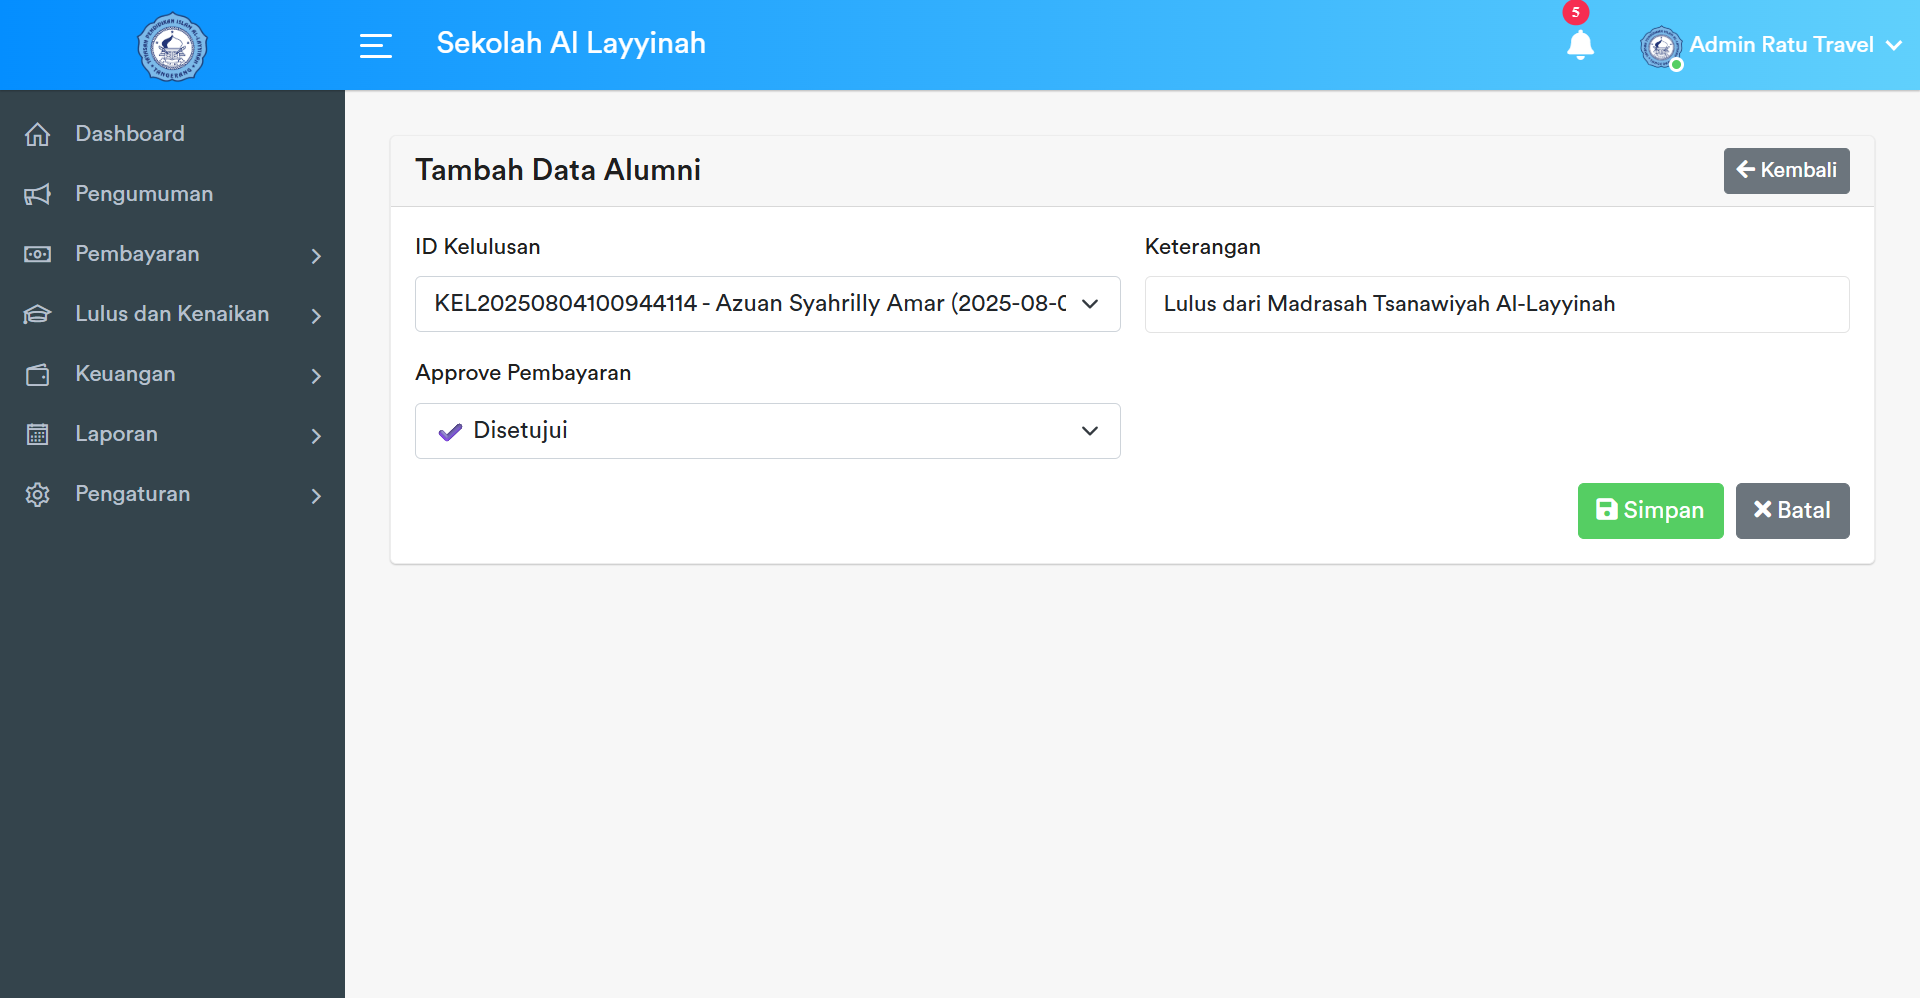 Sekolah Al Layyinah
5
Admin Ratu Travel
Dashboard
Pengumuman
Pembayaran
Lulus dan Kenaikan
Keuangan
Laporan
Pengaturan
Tambah Data Alumni
Kembali
ID Kelulusan
Keterangan
KEL20250804100944114 - Azuan Syahrilly Amar (2025-08-0
Lulus dari Madrasah Tsanawiyah Al-Layyinah
Approve Pembayaran
✔ Disetujui
Simpan
Batal